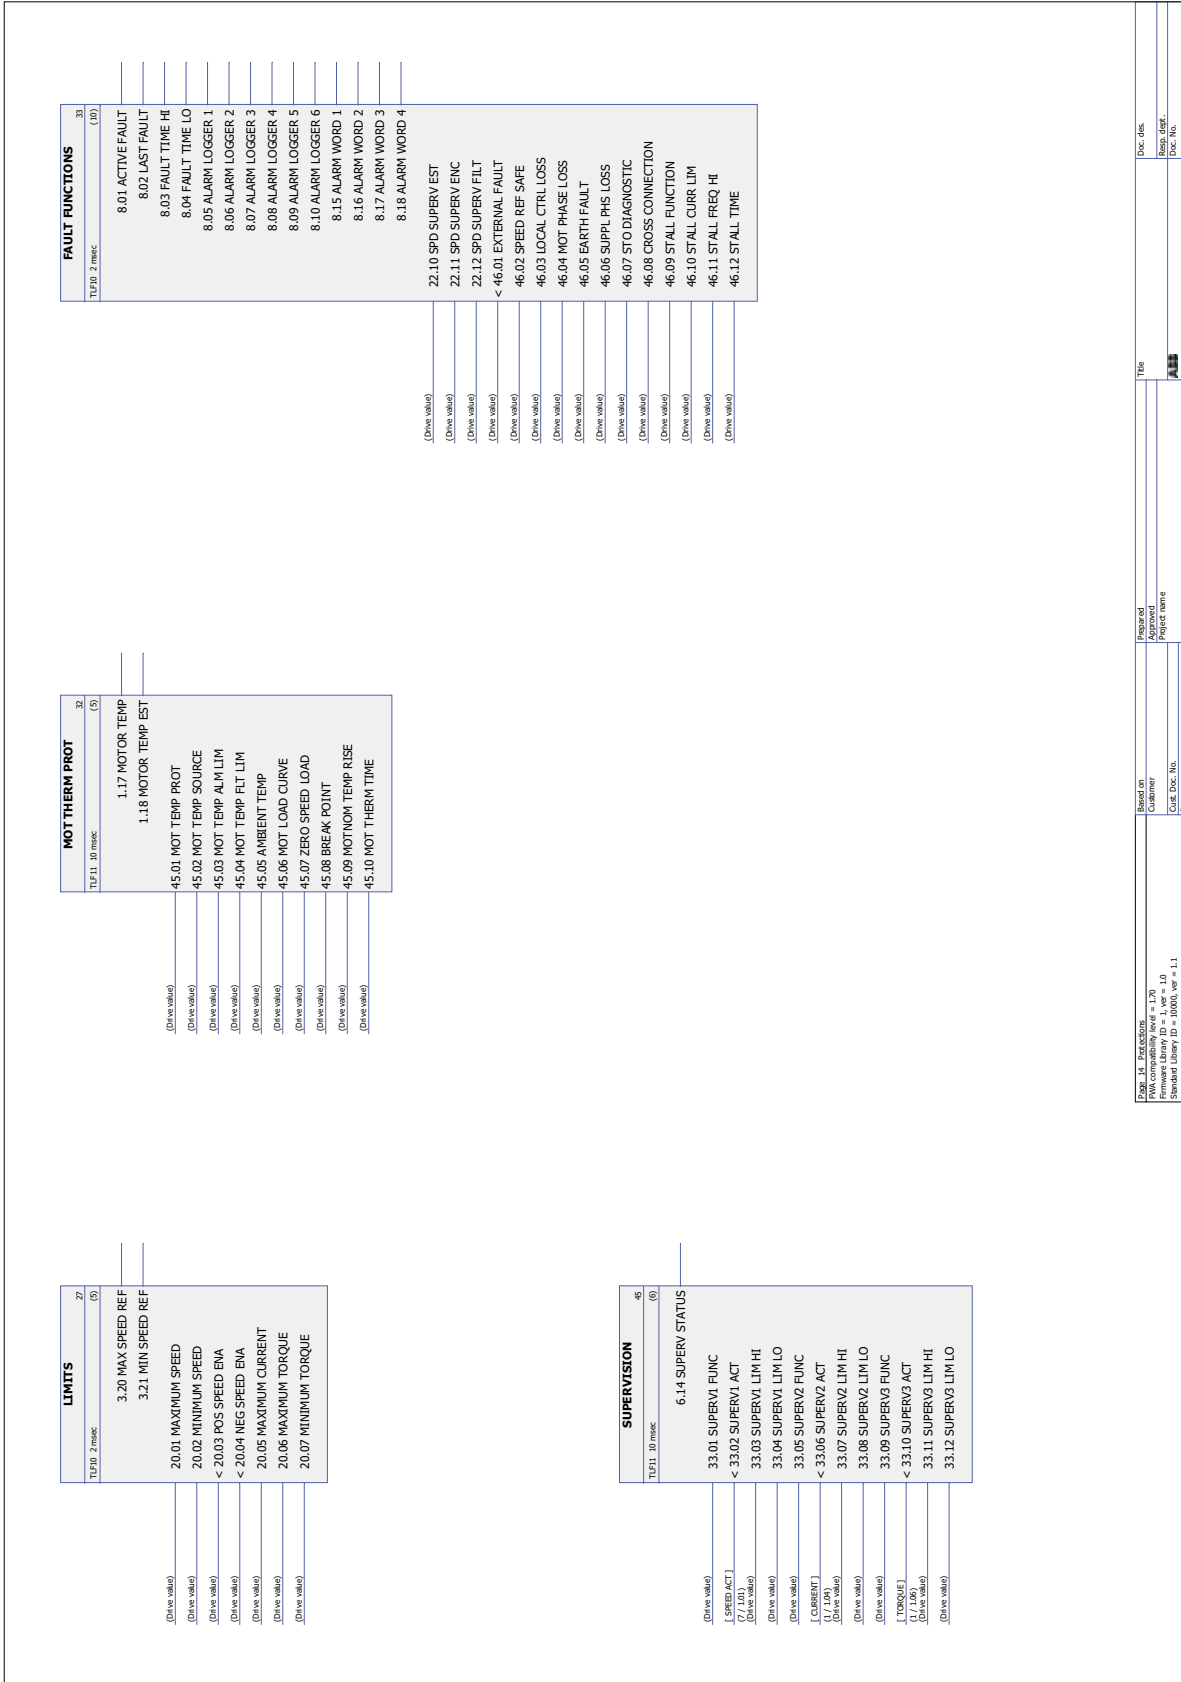 LIMITS
27
TLF10 2 msec
(5)
3.20 MAX SPEED REF
3.21 MIN SPEED REF
(Drive value)
20.01 MAXIMUM SPEED
(Drive value)
20.02 MINIMUM SPEED
(Drive value)
< 20.03 POS SPEED ENA
(Drive value)
< 20.04 NEG SPEED ENA
(Drive value)
20.05 MAXIMUM CURRENT
(Drive value)
20.06 MAXIMUM TORQUE
(Drive value)
20.07 MINIMUM TORQUE
MOT THERM PROT
32
TLF11 10 msec
(5)
1.17 MOTOR TEMP
1.18 MOTOR TEMP EST
(Drive value)
45.01 MOT TEMP PROT
(Drive value)
45.02 MOT TEMP SOURCE
(Drive value)
45.03 MOT TEMP ALM LIM
(Drive value)
45.04 MOT TEMP FLT LIM
(Drive value)
45.05 AMBIENT TEMP
(Drive value)
45.06 MOT LOAD CURVE
(Drive value)
45.07 ZERO SPEED LOAD
(Drive value)
45.08 BREAK POINT
(Drive value)
45.09 MOTNOM TEMP RISE
(Drive value)
45.10 MOT THERM TIME
FAULT FUNCTIONS
33
TLF10 2 msec
(10)
8.01 ACTIVE FAULT
8.02 LAST FAULT
8.03 FAULT TIME HI
8.04 FAULT TIME LO
8.05 ALARM LOGGER 1
8.06 ALARM LOGGER 2
8.07 ALARM LOGGER 3
8.08 ALARM LOGGER 4
8.09 ALARM LOGGER 5
8.10 ALARM LOGGER 6
8.15 ALARM WORD 1
8.16 ALARM WORD 2
8.17 ALARM WORD 3
8.18 ALARM WORD 4
(Drive value)
22.10 SPD SUPERV EST
(Drive value)
22.11 SPD SUPERV ENC
(Drive value)
22.12 SPD SUPERV FILT
(Drive value)
< 46.01 EXTERNAL FAULT
(Drive value)
46.02 SPEED REF SAFE
(Drive value)
46.03 LOCAL CTRL LOSS
(Drive value)
46.04 MOT PHASE LOSS
(Drive value)
46.05 EARTH FAULT
(Drive value)
46.06 SUPPL PHS LOSS
(Drive value)
46.07 STO DIAGNOSTIC
(Drive value)
46.08 CROSS CONNECTION
(Drive value)
46.09 STALL FUNCTION
(Drive value)
46.10 STALL CURR LIM
(Drive value)
46.11 STALL FREQ HI
(Drive value)
46.12 STALL TIME
SUPERVISION
45
TLF11 10 msec
(6)
6.14 SUPERV STATUS
(Drive value)
33.01 SUPERV1 FUNC
[ SPEED ACT ]
(7 / 1.01)
< 33.02 SUPERV1 ACT
(Drive value)
33.03 SUPERV1 LIM HI
(Drive value)
33.04 SUPERV1 LIM LO
(Drive value)
33.05 SUPERV2 FUNC
[ CURRENT ]
(1 / 1.04)
< 33.06 SUPERV2 ACT
(Drive value)
33.07 SUPERV2 LIM HI
(Drive value)
33.08 SUPERV2 LIM LO
(Drive value)
33.09 SUPERV3 FUNC
[ TORQUE ]
(1 / 1.06)
< 33.10 SUPERV3 ACT
(Drive value)
33.11 SUPERV3 LIM HI
(Drive value)
33.12 SUPERV3 LIM LO
Page 14 Protections
FWA compatibility level = 1.70
Firmware Library ID = 1, ver = 1.0
Standard Library ID = 10000, ver = 1.1
Based on
Customer
Cust. Doc. No.
Prepared
Approved
Project name
Title
ABB
Doc. des.
Resp. dept.
Doc. No.